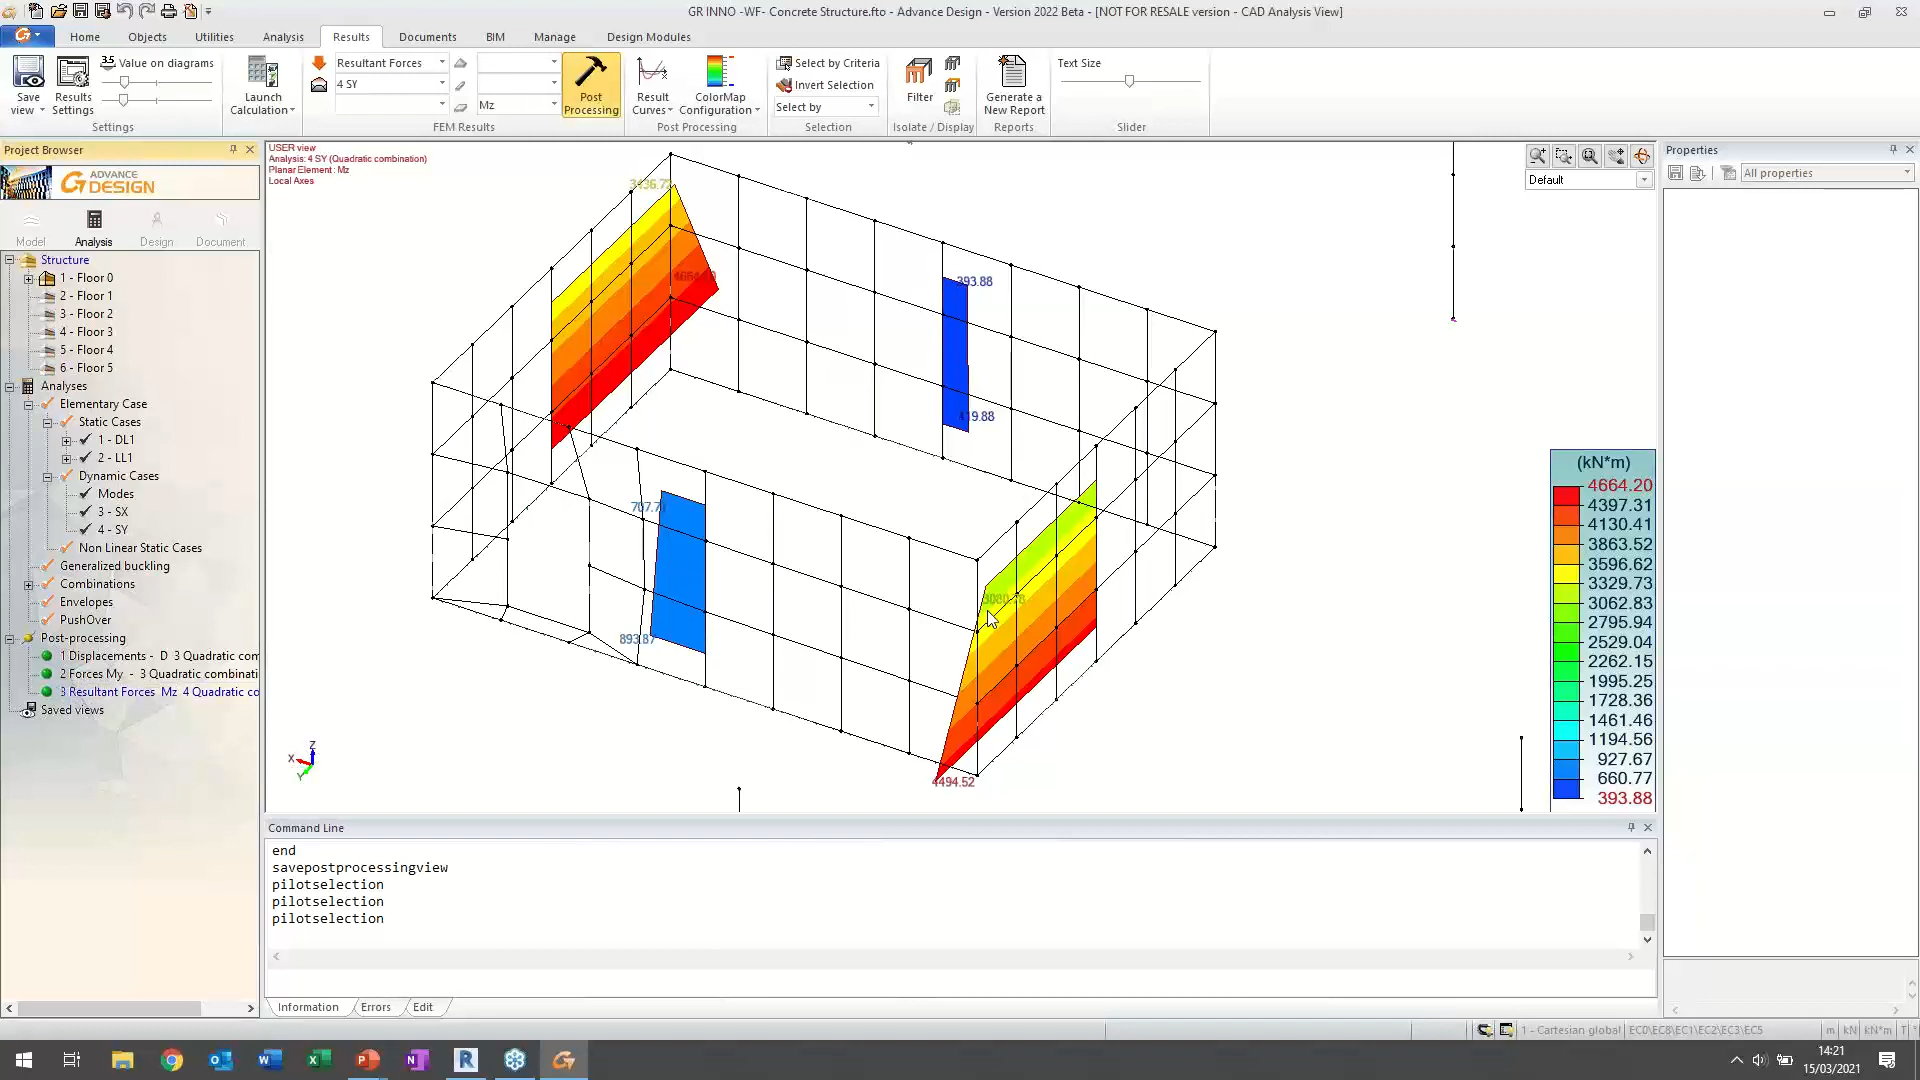 GR INNO -WF- Concrete Structure.fto - Advance Design - Version 2022 Beta - [NOT FOR RESALE version - CAD Analysis View]
Home Objects Utilities Analysis Results Documents BIM Manage Design Modules
Save view
Results Settings
3.5 Value on diagrams
Settings
Launch Calculation
Resultant Forces
4 SY
Mz
FEM Results
Post Processing
Result Curves
ColorMap Configuration
Post Processing
Select by Criteria
Invert Selection
Select by
Selection
Filter
Isolate / Display
Generate a New Report
Reports
Text Size
Slider
Project Browser
ADVANCE
DESIGN
Model Analysis Design Document
Structure
1 - Floor 0
2 - Floor 1
3 - Floor 2
4 - Floor 3
5 - Floor 4
6 - Floor 5
Analyses
Elementary Case
Static Cases
1 - DL1
2 - LL1
Dynamic Cases
Modes
3 - SX
4 - SY
Non Linear Static Cases
Generalized buckling
Combinations
Envelopes
PushOver
Post-processing
1 Displacements - D 3 Quadratic com
2 Forces My - 3 Quadratic combinati
3 Resultant Forces Mz 4 Quadratic co
Saved views
USER view
Analysis: 4 SY (Quadratic combination)
Planar Element : Mz
Local Axes
4664.20
393.88
419.88
893.87
4494.52
X
Y
Z
Default
(kN*m)
4664.20
4397.31
4130.41
3863.52
3596.62
3329.73
3062.83
2795.94
2529.04
2262.15
1995.25
1728.36
1461.46
1194.56
927.67
660.77
393.88
Properties
All properties
Command Line
end
savepostprocessingview
pilotselection
pilotselection
pilotselection
Information Errors Edit
1 - Cartesian global EC0\EC8\EC1\EC2\EC3\EC5 m kN kN*m T
14:21
15/03/2021